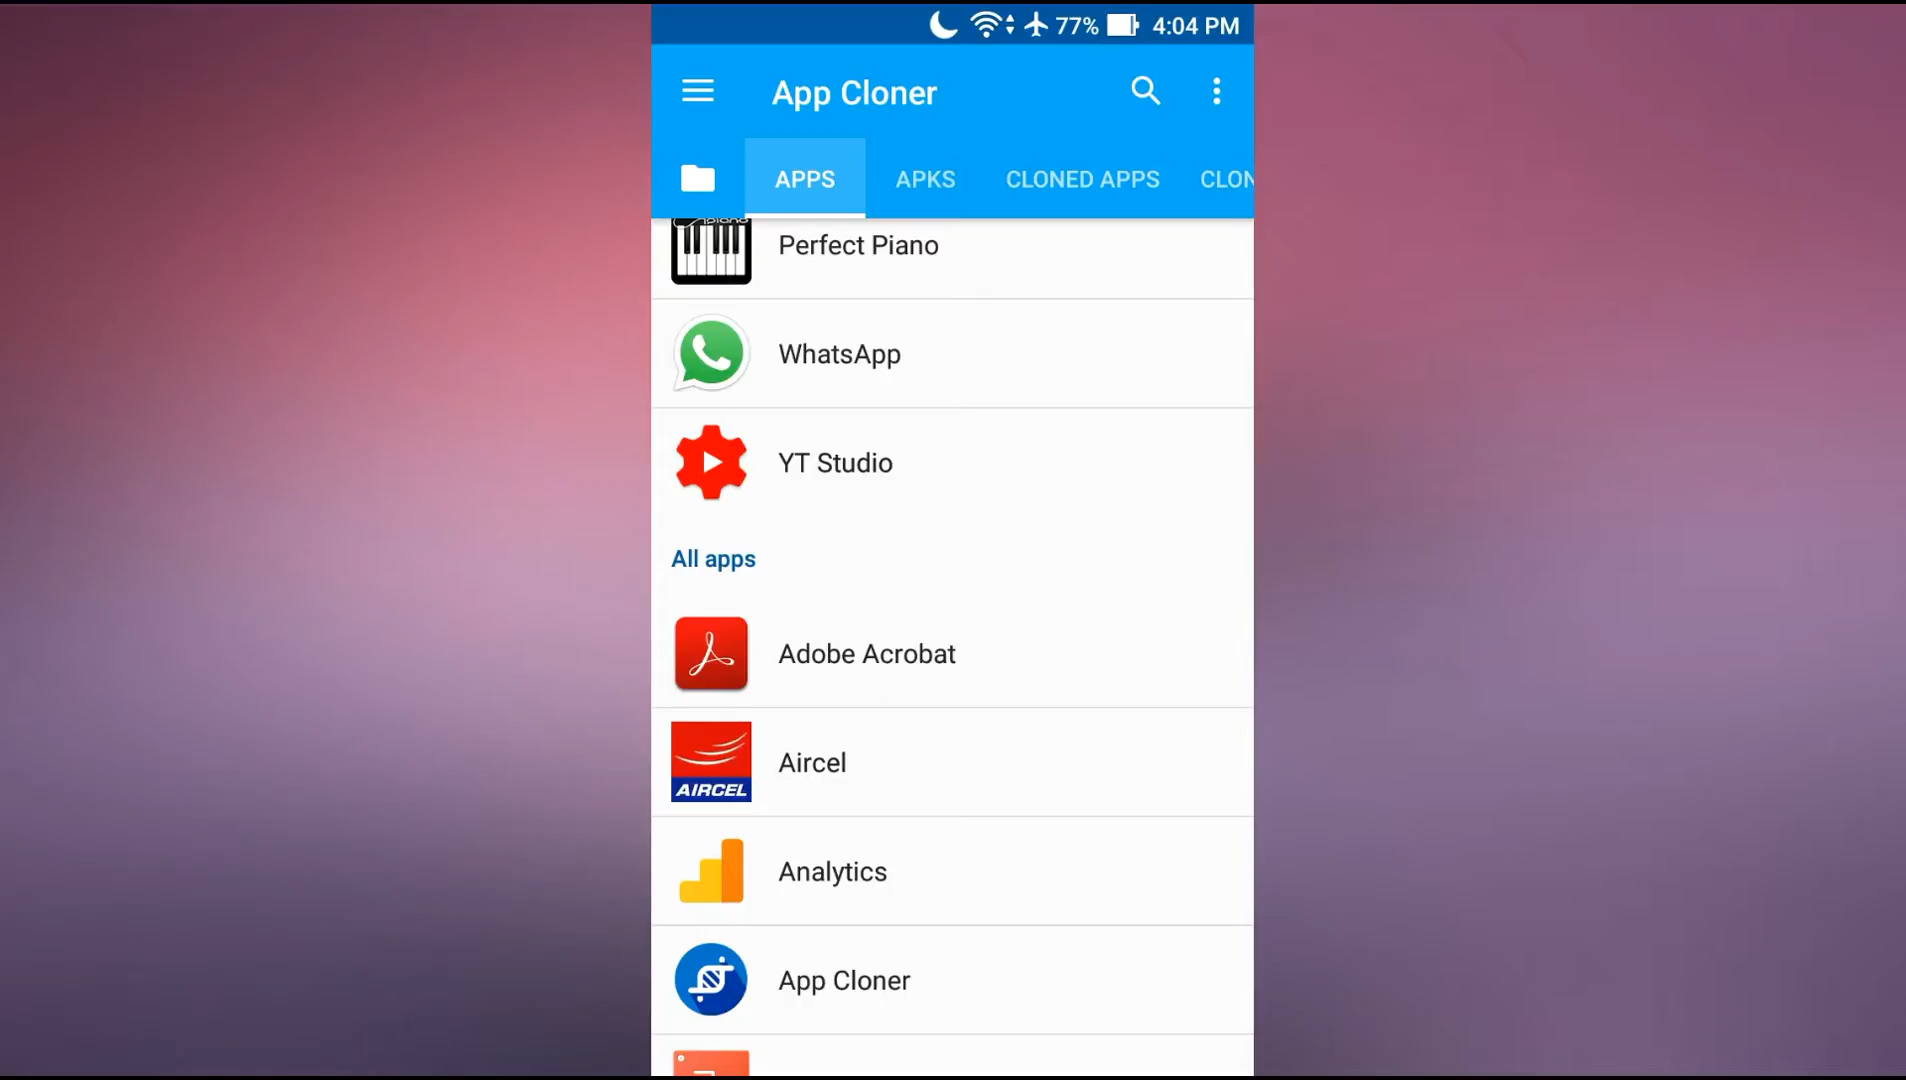 77% 4:04 PM
App Cloner
APPS APKS CLONED APPS CLON
Perfect Piano
WhatsApp
YT Studio
All apps
Adobe Acrobat
Aircel
AIRCEL
Analytics
App Cloner